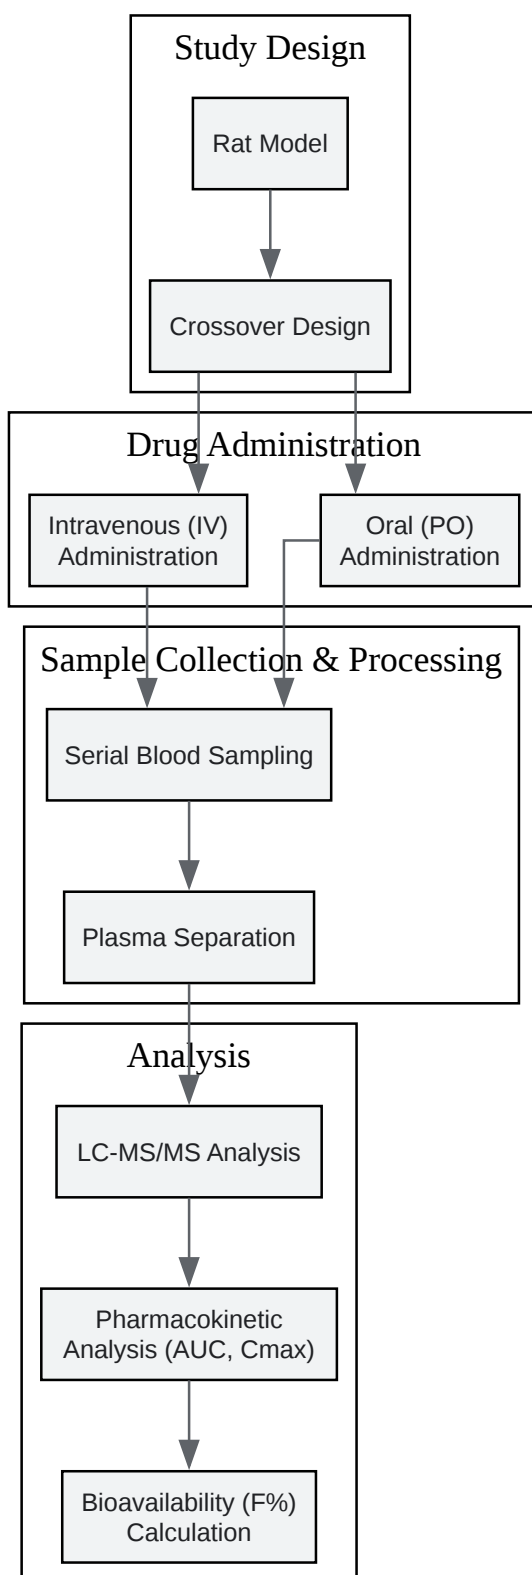 Study Design
Rat Model
Crossover Design
Drug Administration
Intravenous (IV)
Administration
Oral (PO)
Administration
Sample Collection & Processing
Serial Blood Sampling
Plasma Separation
Analysis
LC-MS/MS Analysis
Pharmacokinetic
Analysis (AUC, Cmax)
Bioavailability (F%)
Calculation